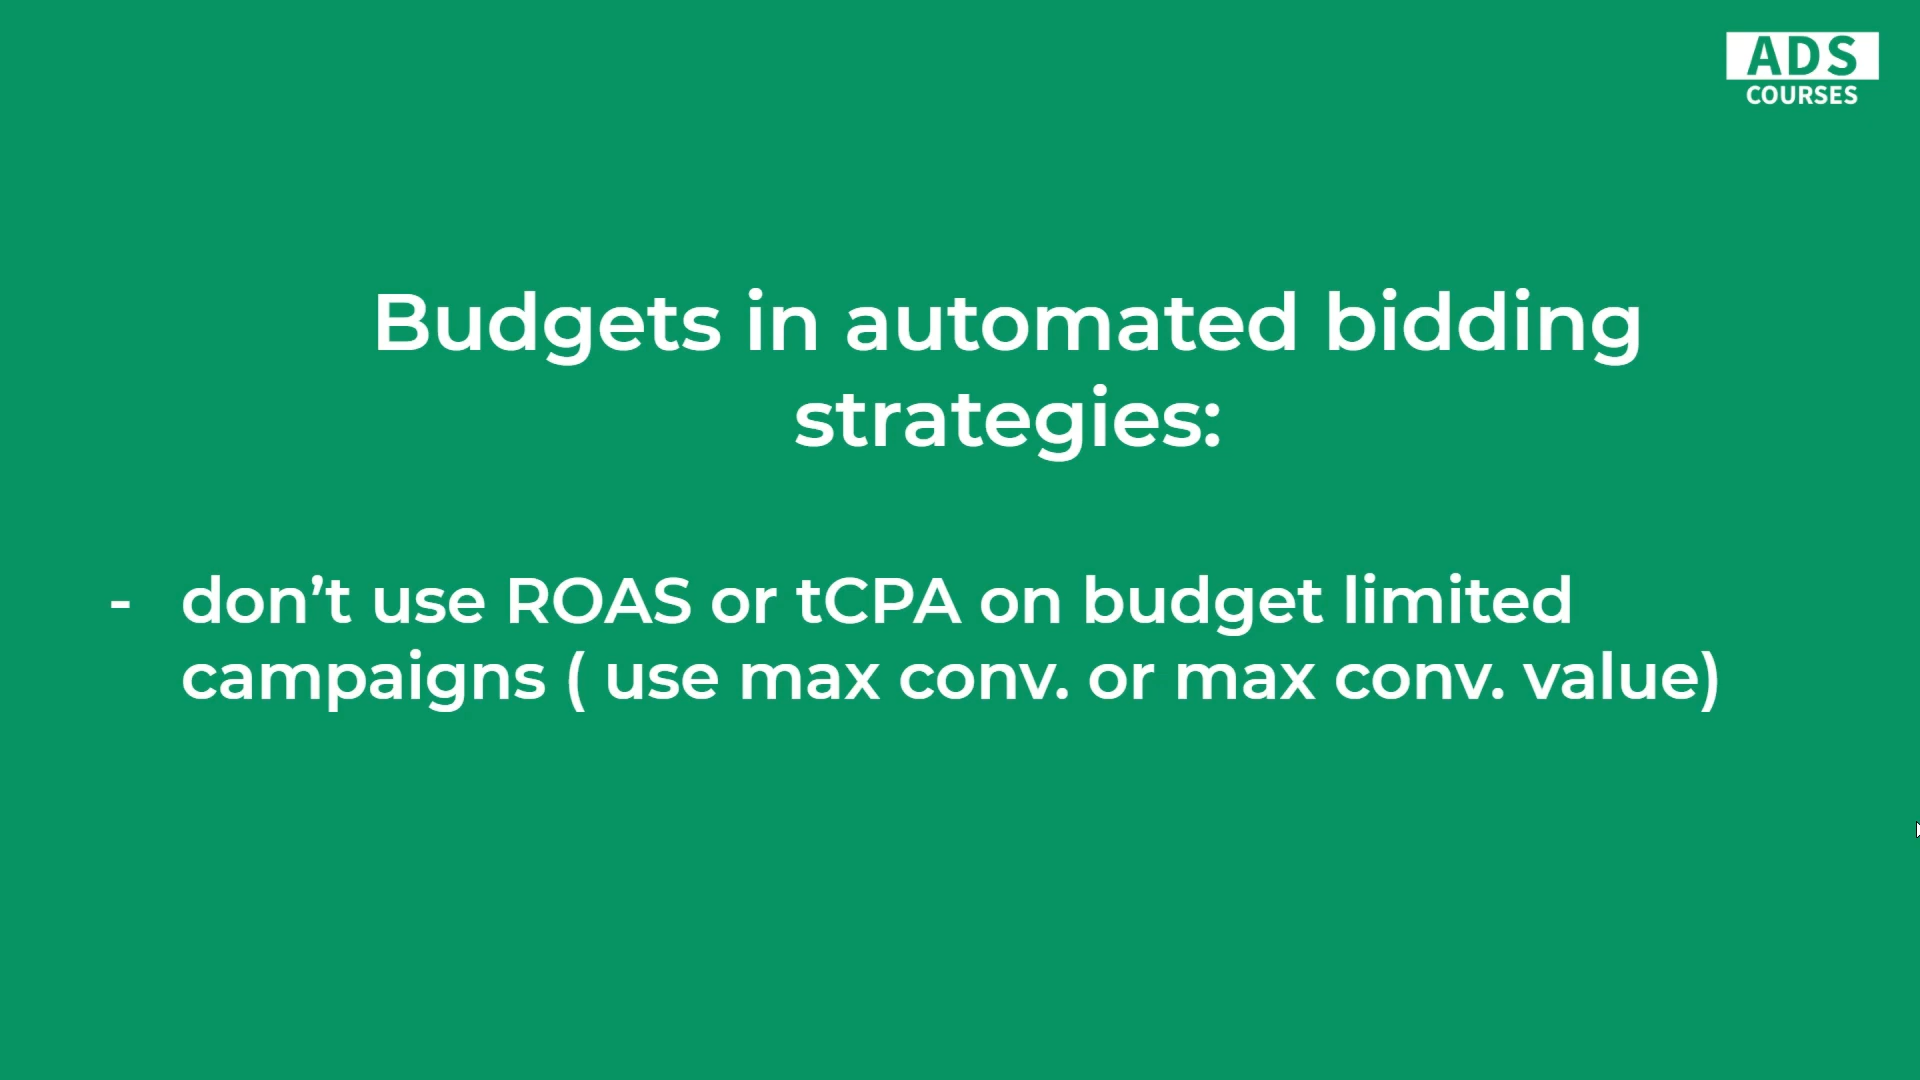 ADS
COURSES
Budgets in automated bidding
strategies:
- don’t use ROAS or tCPA on budget limited
campaigns ( use max conv. or max conv. value)